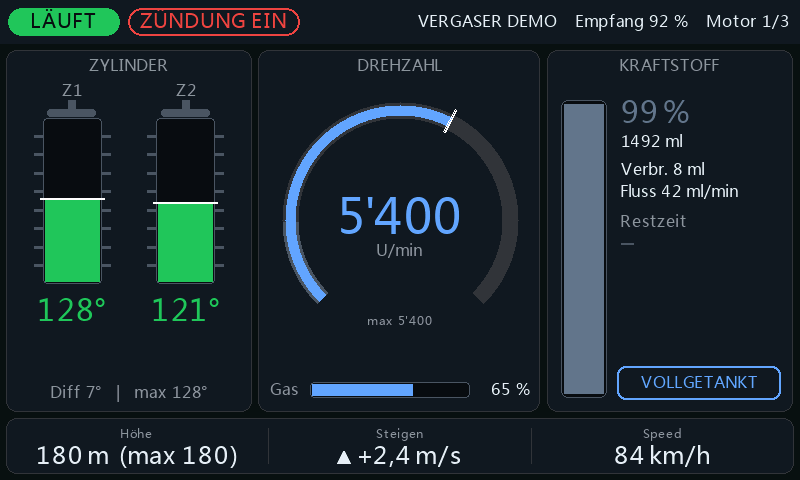 LÄUFT ZÜNDUNG EIN VERGASER DEMO Empfang 92 % Motor 1/3
ZYLINDER
Z1 Z2
128° 121°
Diff 7° | max 128°
DREHZAHL
5'400
U/min
max 5'400
Gas 65 %
KRAFTSTOFF
99 %
1492 ml
Verbr. 8 ml
Fluss 42 ml/min
Restzeit
—
VOLLGETANKT
Höhe
180 m (max 180)
Steigen
▲ +2,4 m/s
Speed
84 km/h